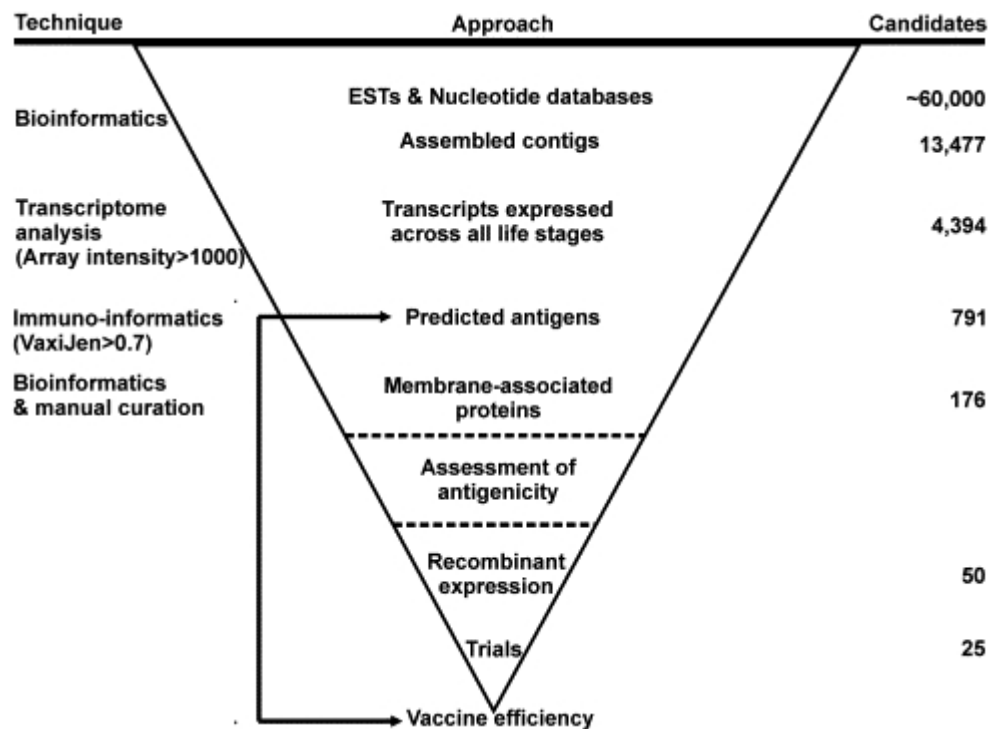 Technique Approach Candidates
ESTs & Nucleotide databases ~60,000
Bioinformatics
Assembled contigs 13,477
Transcriptome
analysis
(Array intensity>1000)
Transcripts expressed
across all life stages
4,394
Immuno-informatics
(VaxiJen>0.7)
Predicted antigens 791
Bioinformatics
& manual curation
Membrane-associated
proteins
176
Assessment of
antigenicity
Recombinant
expression
50
Trials 25
Vaccine efficiency